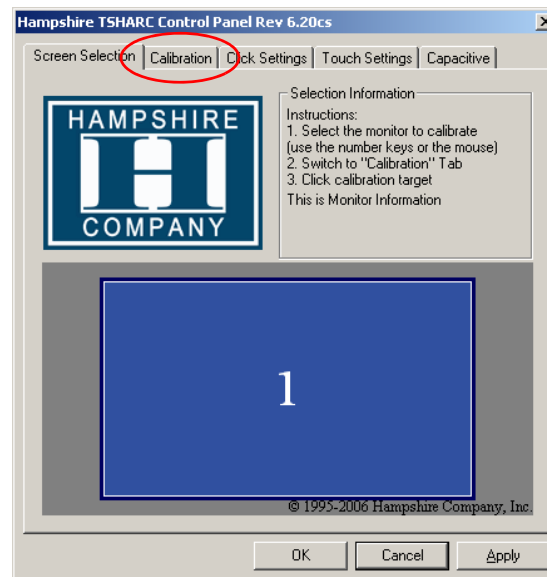 Hampshire TSHARC Control Panel Rev 6.20cs
Screen Selection Calibration Click Settings Touch Settings Capacitive
HAMPSHIRE
H
COMPANY
Selection Information
Instructions:
1. Select the monitor to calibrate
(use the number keys or the mouse)
2. Switch to "Calibration" Tab
3. Click calibration target
This is Monitor Information
1
© 1995-2006 Hampshire Company, Inc.
OK Cancel Apply